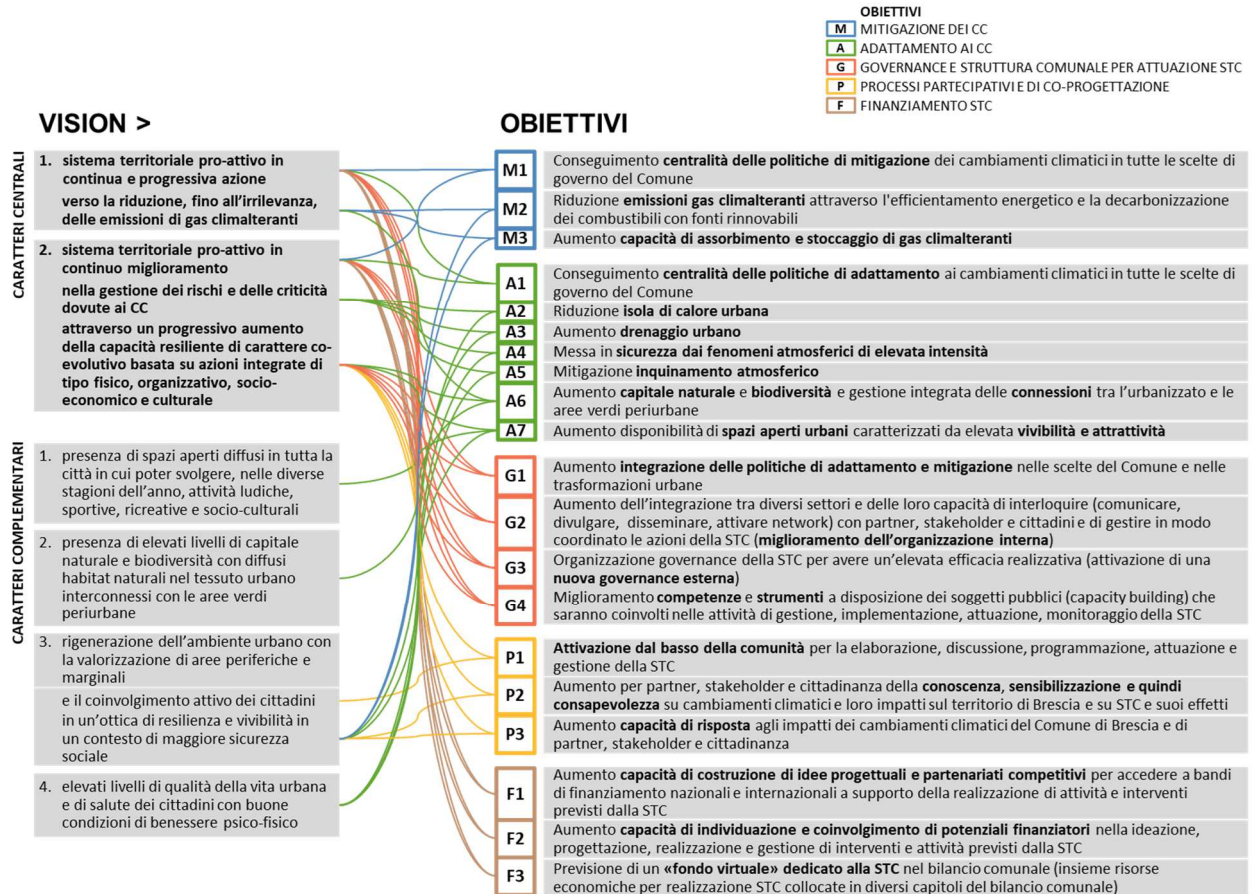 OBIETTIVI
M MITIGAZIONE DEI CC
A ADATTAMENTO AI CC
G GOVERNANCE E STRUTTURA COMUNALE PER ATTUAZIONE STC
P PROCESSI PARTECIPATIVI E DI CO-PROGETTAZIONE
F FINANZIAMENTO STC
VISION >
CARATTERI CENTRALI
1. sistema territoriale pro-attivo in
continua e progressiva azione
verso la riduzione, fino all'irrilevanza,
delle emissioni di gas climalteranti
2. sistema territoriale pro-attivo in
continuo miglioramento
nella gestione dei rischi e delle criticità
dovute ai CC
attraverso un progressivo aumento
della capacità resiliente di carattere co-
evolutivo basata su azioni integrate di
tipo fisico, organizzativo, socio-
economico e culturale
CARATTERI COMPLEMENTARI
1. presenza di spazi aperti diffusi in tutta la
città in cui poter svolgere, nelle diverse
stagioni dell'anno, attività ludiche,
sportive, ricreative e socio-culturali
2. presenza di elevati livelli di capitale
naturale e biodiversità con diffusi
habitat naturali nel tessuto urbano
interconnessi con le aree verdi
periurbane
3. rigenerazione dell'ambiente urbano con
la valorizzazione di aree periferiche e
marginali
e il coinvolgimento attivo dei cittadini
in un'ottica di resilienza e vivibilità in
un contesto di maggiore sicurezza
sociale
4. elevati livelli di qualità della vita urbana
e di salute dei cittadini con buone
condizioni di benessere psico-fisico
OBIETTIVI
M1 Conseguimento centralità delle politiche di mitigazione dei cambiamenti climatici in tutte le scelte di
governo del Comune
M2 Riduzione emissioni gas climalteranti attraverso l'efficientamento energetico e la decarbonizzazione
dei combustibili con fonti rinnovabili
M3 Aumento capacità di assorbimento e stoccaggio di gas climalteranti
A1 Conseguimento centralità delle politiche di adattamento ai cambiamenti climatici in tutte le scelte di
governo del Comune
A2 Riduzione isola di calore urbana
A3 Aumento drenaggio urbano
A4 Messa in sicurezza dai fenomeni atmosferici di elevata intensità
A5 Mitigazione inquinamento atmosferico
A6 Aumento capitale naturale e biodiversità e gestione integrata delle connessioni tra l'urbanizzato e le
aree verdi periurbane
A7 Aumento disponibilità di spazi aperti urbani caratterizzati da elevata vivibilità e attrattività
G1 Aumento integrazione delle politiche di adattamento e mitigazione nelle scelte del Comune e nelle
trasformazioni urbane
G2 Aumento dell'integrazione tra diversi settori e delle loro capacità di interloquire (comunicare,
divulgare, disseminare, attivare network) con partner, stakeholder e cittadini e di gestire in modo
coordinato le azioni della STC (miglioramento dell'organizzazione interna)
G3 Organizzazione governance della STC per avere un'elevata efficacia realizzativa (attivazione di una
nuova governance esterna)
G4 Miglioramento competenze e strumenti a disposizione dei soggetti pubblici (capacity building) che
saranno coinvolti nelle attività di gestione, implementazione, attuazione, monitoraggio della STC
P1 Attivazione dal basso della comunità per la elaborazione, discussione, programmazione, attuazione e
gestione della STC
P2 Aumento per partner, stakeholder e cittadinanza della conoscenza, sensibilizzazione e quindi
consapevolezza su cambiamenti climatici e loro impatti sul territorio di Brescia e su STC e suoi effetti
P3 Aumento capacità di risposta agli impatti dei cambiamenti climatici del Comune di Brescia e di
partner, stakeholder e cittadinanza
F1 Aumento capacità di costruzione di idee progettuali e partenariati competitivi per accedere a bandi
di finanziamento nazionali e internazionali a supporto della realizzazione di attività e interventi
previsti dalla STC
F2 Aumento capacità di individuazione e coinvolgimento di potenziali finanziatori nella ideazione,
progettazione, realizzazione e gestione di interventi e attività previsti dalla STC
F3 Previsione di un «fondo virtuale» dedicato alla STC nel bilancio comunale (insieme risorse
economiche per realizzazione STC collocate in diversi capitoli del bilancio comunale)